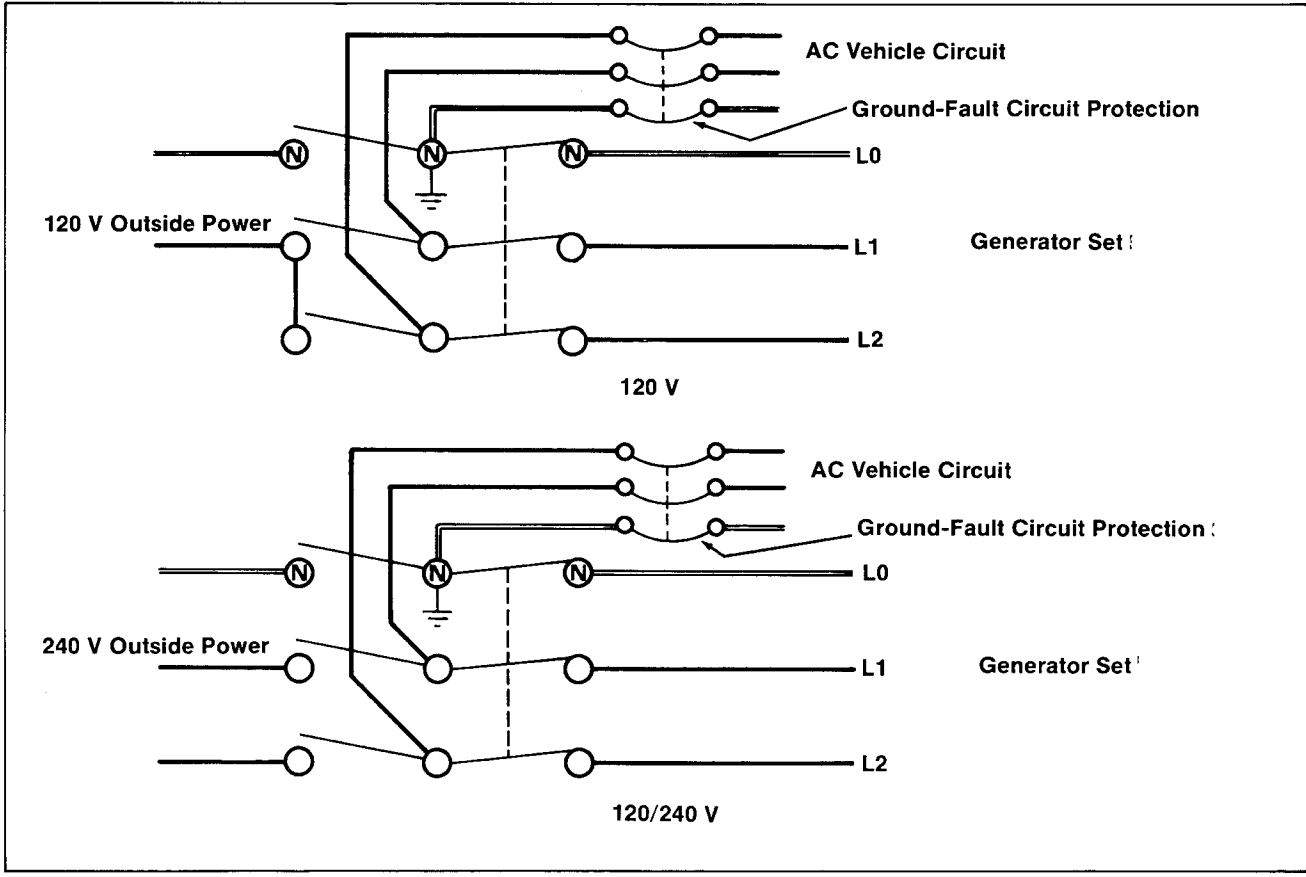 AC Vehicle Circuit
Ground-Fault Circuit Protection
N N N L0
120 V Outside Power
L1 Generator Set
L2
120 V
AC Vehicle Circuit
Ground-Fault Circuit Protection
N N N L0
240 V Outside Power
L1 Generator Set
L2
120/240 V